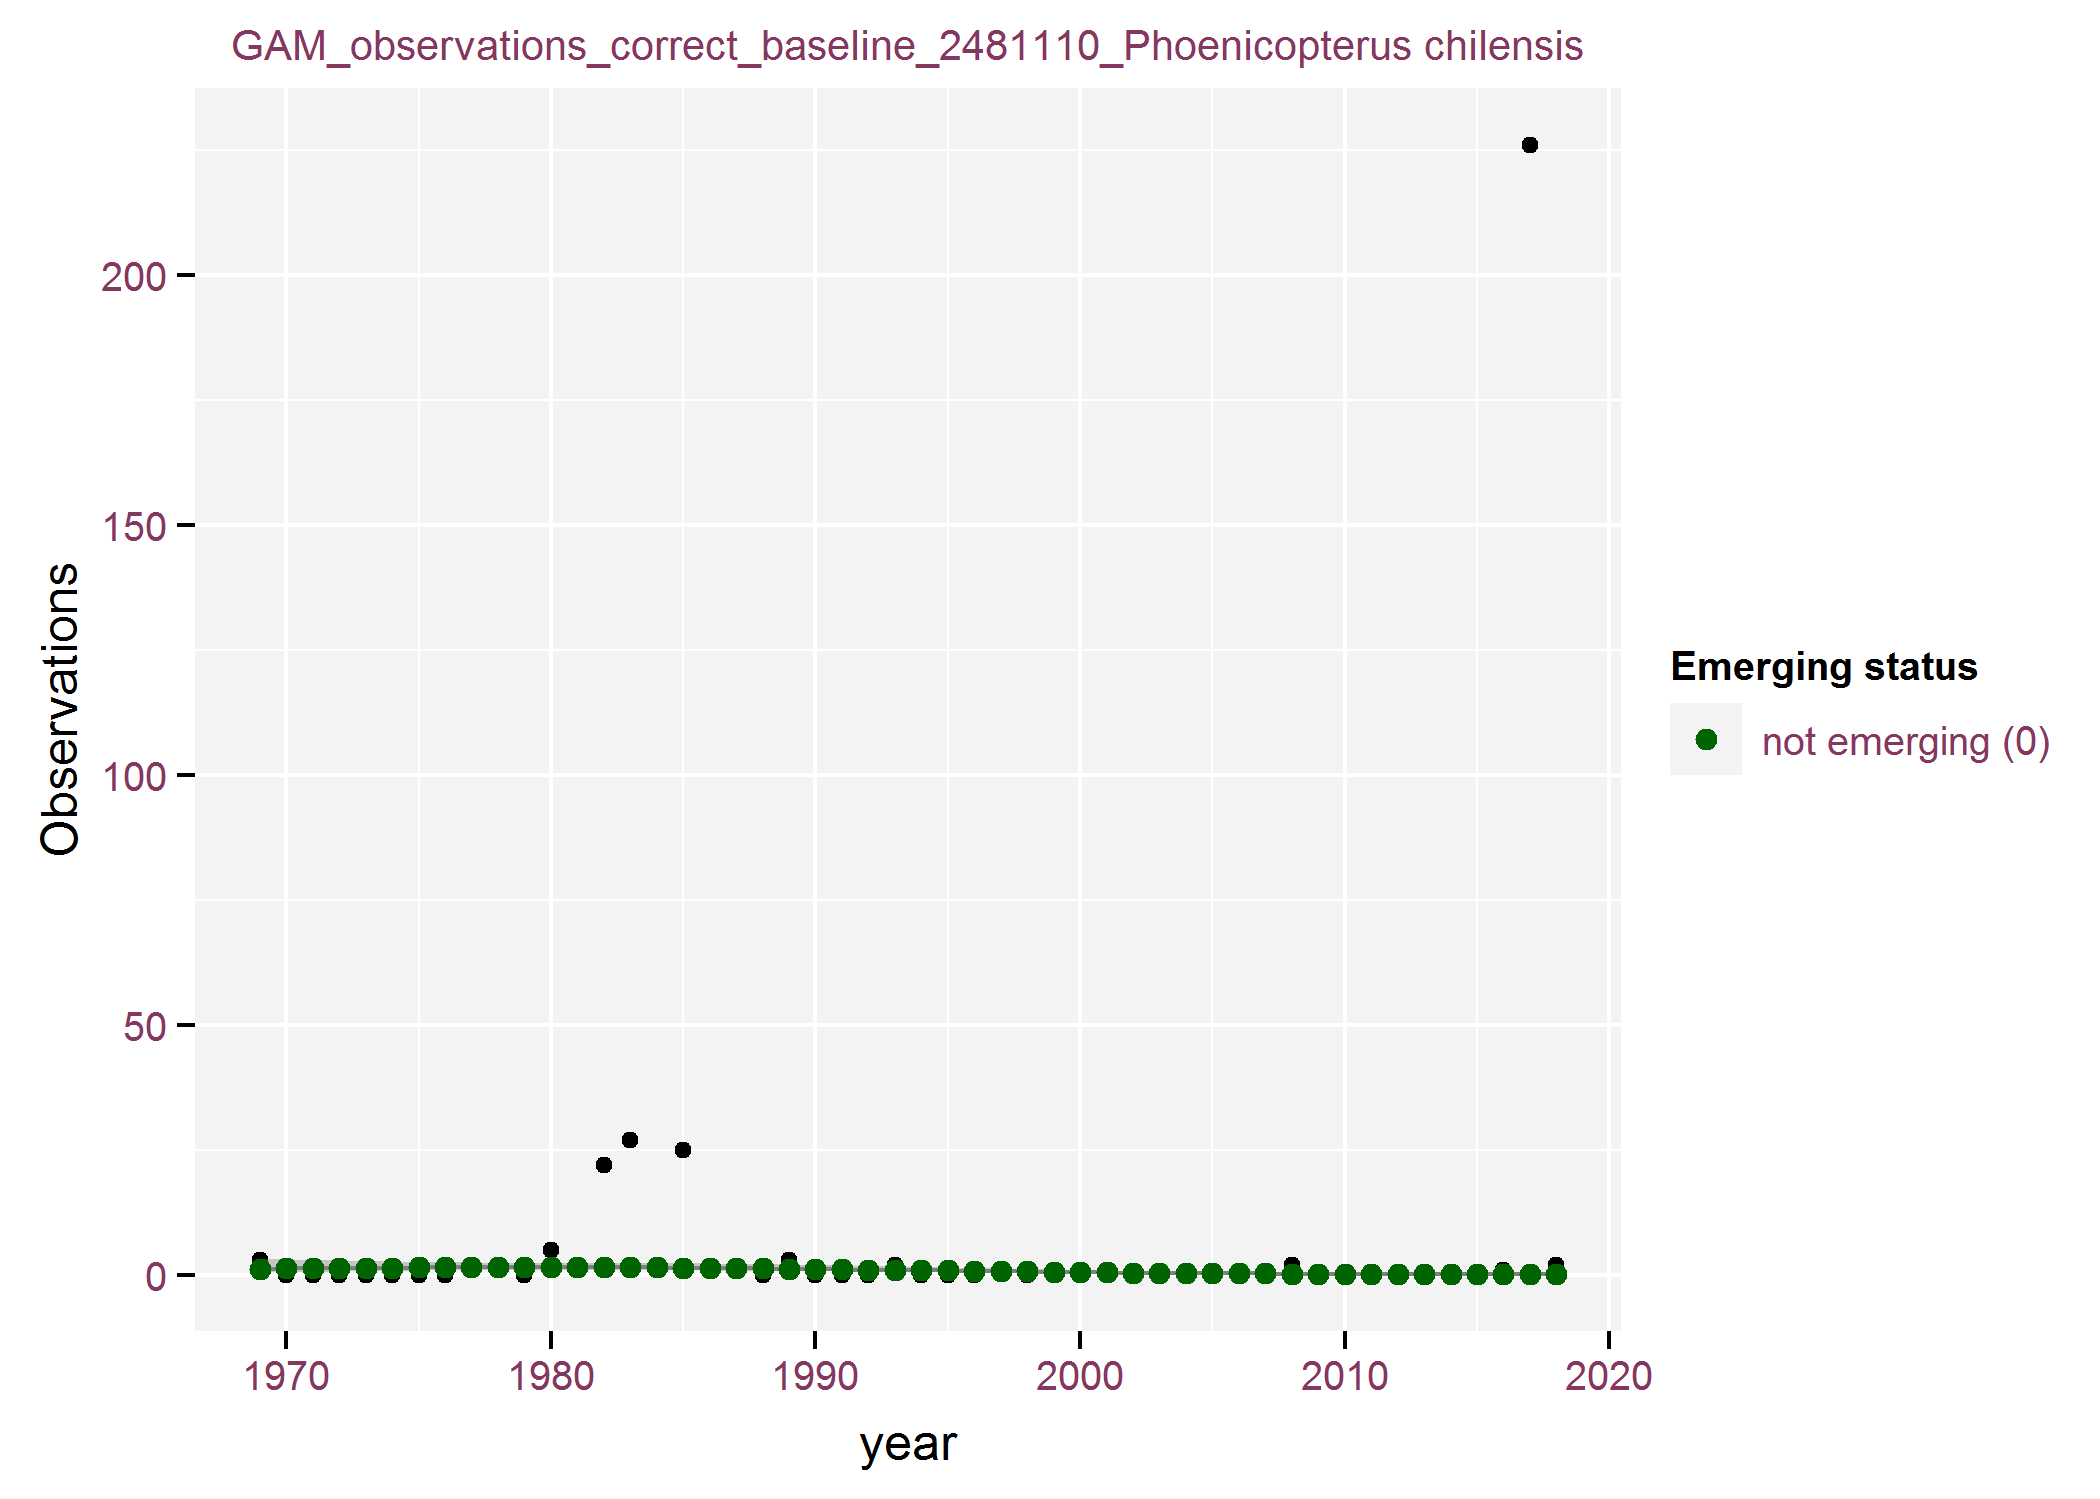 GAM_observations_correct_baseline_2481110_Phoenicopterus chilensis
Observations
200
150
100
50
0
1970 1980 1990 2000 2010 2020
year
Emerging status
not emerging (0)